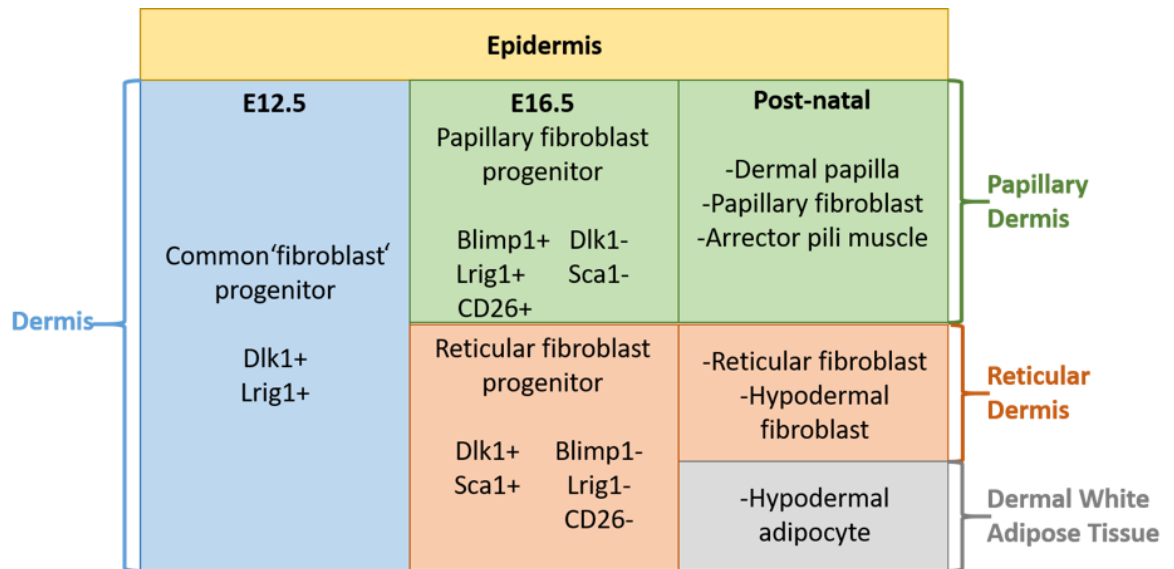 Epidermis
Dermis
E12.5
Common‘fibroblast‘
progenitor
Dlk1+
Lrig1+
E16.5
Papillary fibroblast
progenitor
Blimp1+ Dlk1-
Lrig1+ Sca1-
CD26+
Reticular fibroblast
progenitor
Dlk1+ Blimp1-
Sca1+ Lrig1-
CD26-
Post-natal
-Dermal papilla
-Papillary fibroblast
-Arrector pili muscle
-Reticular fibroblast
-Hypodermal
fibroblast
-Hypodermal
adipocyte
Papillary
Dermis
Reticular
Dermis
Dermal White
Adipose Tissue